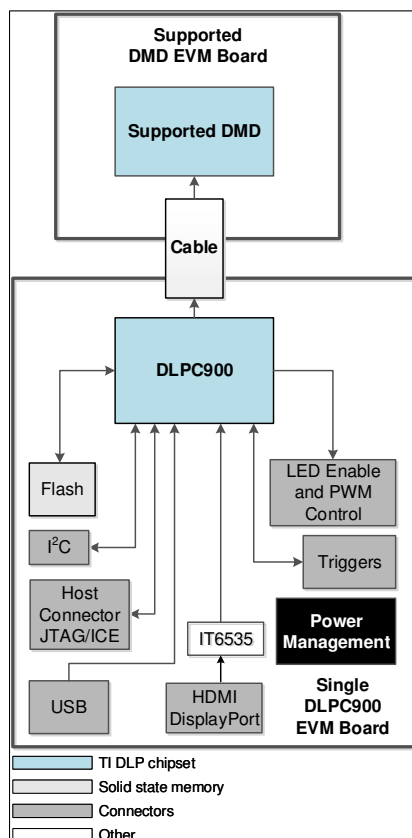 Supported
DMD EVM Board
Supported DMD
Cable
DLPC900
Flash
LED Enable
and PWM
Control
I²C
Triggers
Host
Connector
JTAG/ICE
IT6535
Power
Management
USB
HDMI
DisplayPort
Single
DLPC900
EVM Board
TI DLP chipset
Solid state memory
Connectors
Other